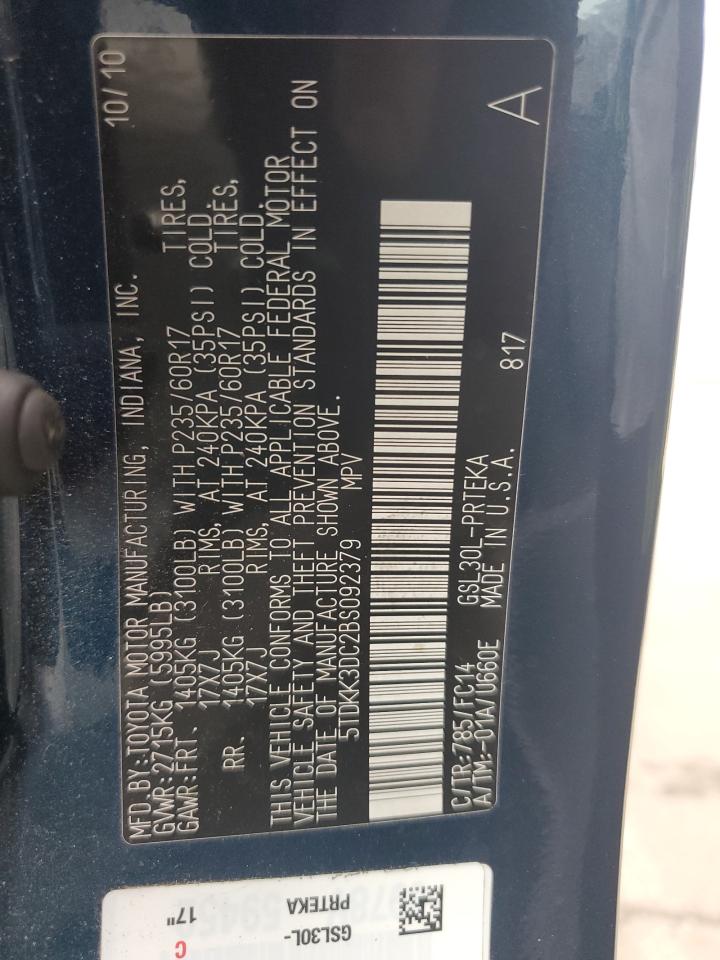 MFD.BY:TOYOTA MOTOR MANUFACTURING, INDIANA, INC. 10/10
GVWR:2715KG (5995LB)
GAWR:FRT. 1405KG (3100LB) WITH P235/60R17 TIRES,
17X7J RIMS, AT 240KPA (35PSI) COLD.
RR. 1405KG (3100LB) WITH P235/60R17 TIRES,
17X7J RIMS, AT 240KPA (35PSI) COLD.
THIS VEHICLE CONFORMS TO ALL APPLICABLE FEDERAL MOTOR
VEHICLE SAFETY AND THEFT PREVENTION STANDARDS IN EFFECT ON
THE DATE OF MANUFACTURE SHOWN ABOVE.
5TDKK3DC2BS092379 MPV
C/TR:785/FC14 GSL30L-PRTEKA
A/TM:-01A/U660E MADE IN U.S.A. 817 A
GSL30L-
PRTEKA
17"
C